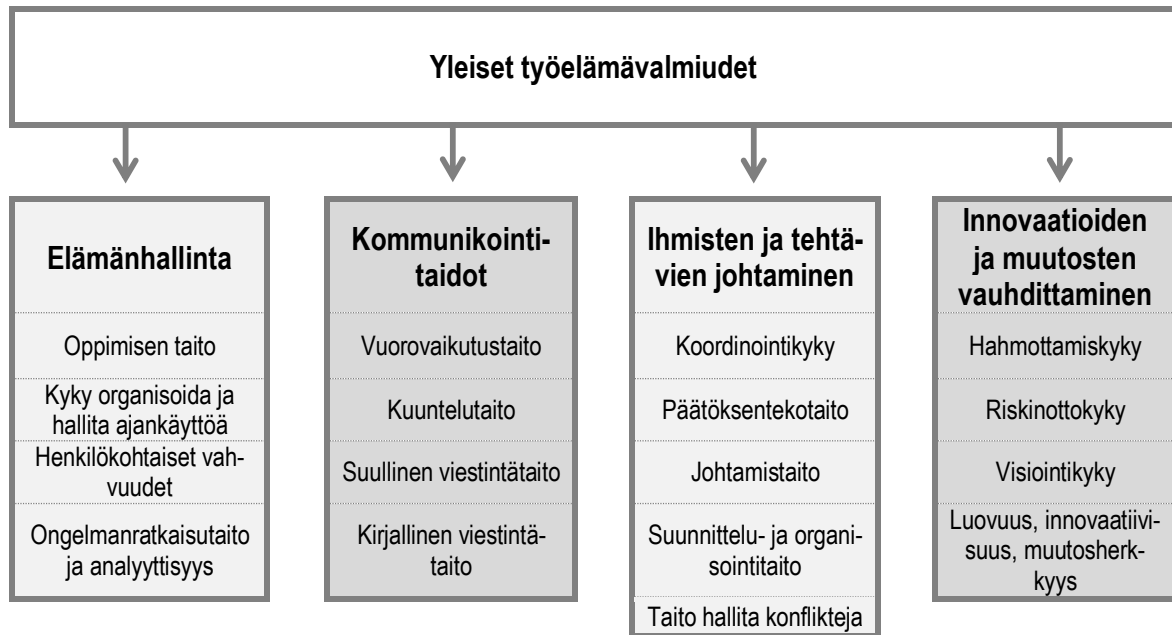 Yleiset työelämävalmiudet
Elämänhallinta
Oppimisen taito
Kyky organisoida ja
hallita ajankäyttöä
Henkilökohtaiset vah-
vuudet
Ongelmanratkaisutaito
ja analyyttisyys
Kommunikointi-
taidot
Vuorovaikutustaito
Kuuntelutaito
Suullinen viestintätaito
Kirjallinen viestintä-
taito
Ihmisten ja tehtä-
vien johtaminen
Koordinointikyky
Päätöksentekotaito
Johtamistaito
Suunnittelu- ja organi-
sointitaito
Taito hallita konflikteja
Innovaatioiden
ja muutosten
vauhdittaminen
Hahmottamiskyky
Riskinottokyky
Visiointikyky
Luovuus, innovaatiivi-
suus, muutosherk-
kyys